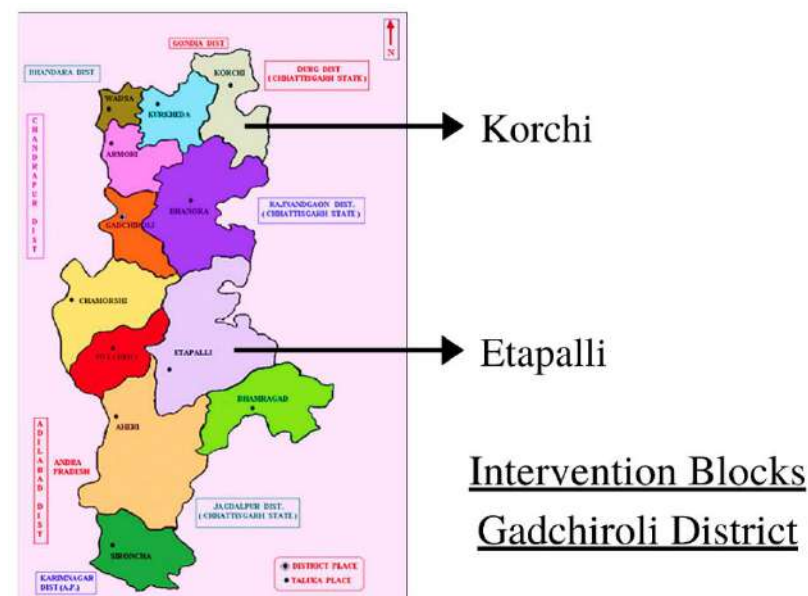 GONDIA DIST
N
BHANDARA DIST
KORCHI
DURG DIST
(CHHATTISGARH STATE)
WADSA
KURKHEDA
Korchi
ARMORI
CHANDRAPUR DIST
DHANORA
RAJNANDGAON DIST.
(CHHATTISGARH STATE)
GADCHIROLI
CHAMORSHI
ETAPALLI
Etapalli
BHAMRAGAD
AHERI
ADILABAD DIST
ANDRA
PRADESH
Intervention Blocks
Gadchiroli District
JAGDALPUR DIST.
(CHHATTISGARH STATE)
SIRONCHA
DISTRICT PLACE
TALUKA PLACE
KARIMNAGAR
DIST (A.P.)